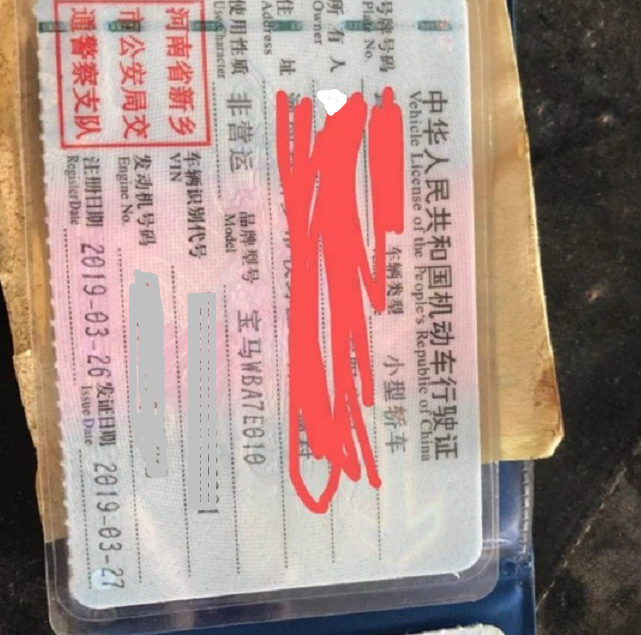 中华人民共和国机动车行驶证
Vehicle License of the People's Republic of China
号牌号码
Plate No.
车辆类型
小型轿车
所有人
Owner
住址
Address
使用性质
Use Character
非营运
品牌型号
Model
宝马WBA7E010
车辆识别代号
VIN
发动机号码
Engine No.
注册日期
Register Date
2019-03-26
发证日期
Issue Date
2019-03-27
河南省新乡
市公安局交
通警察支队